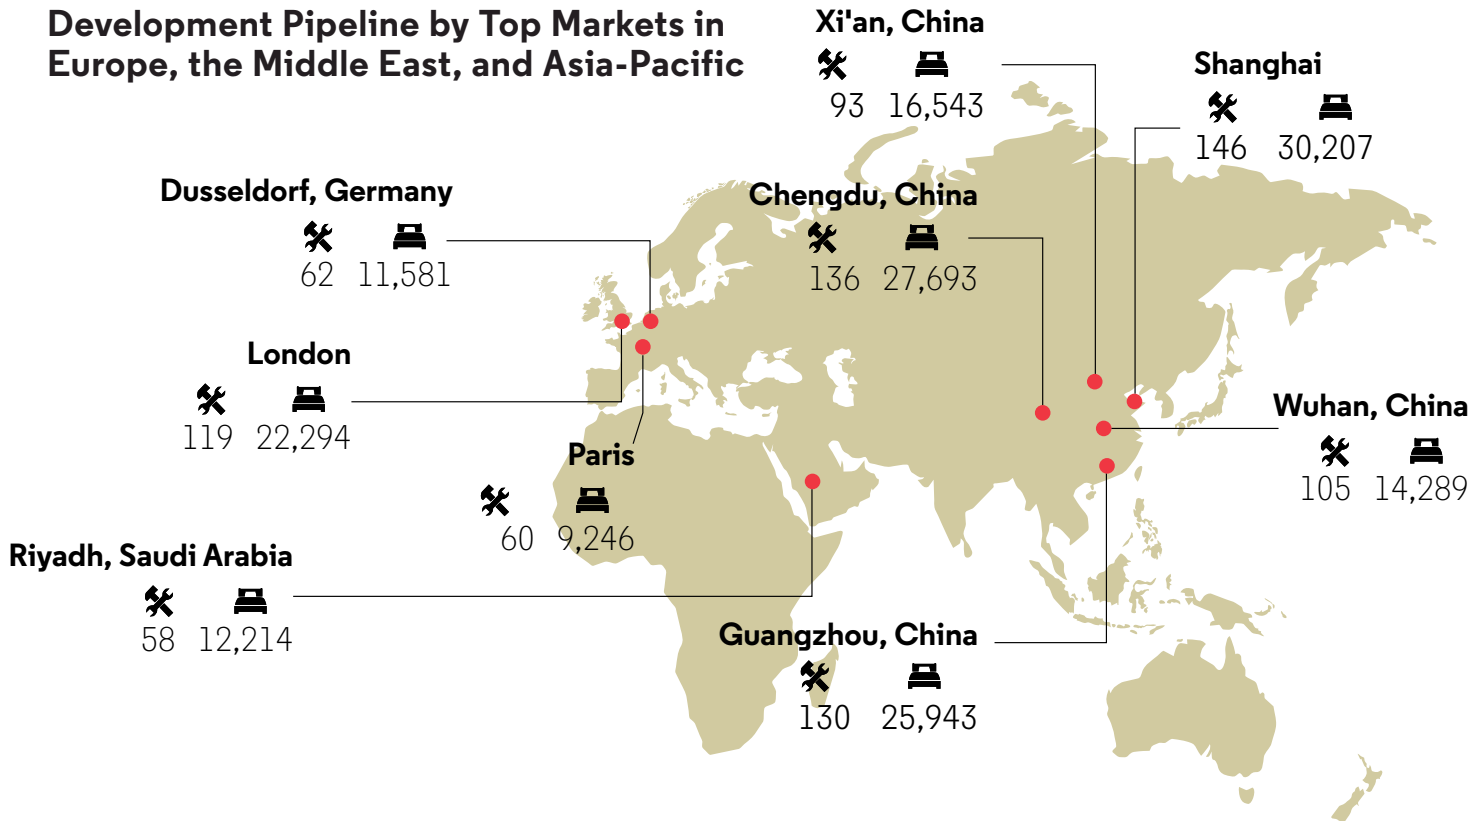 Development Pipeline by Top Markets in
Europe, the Middle East, and Asia-Pacific
Xi'an, China
93 16,543
Shanghai
146 30,207
Dusseldorf, Germany
62 11,581
Chengdu, China
136 27,693
London
119 22,294
Wuhan, China
105 14,289
Paris
60 9,246
Riyadh, Saudi Arabia
58 12,214
Guangzhou, China
130 25,943